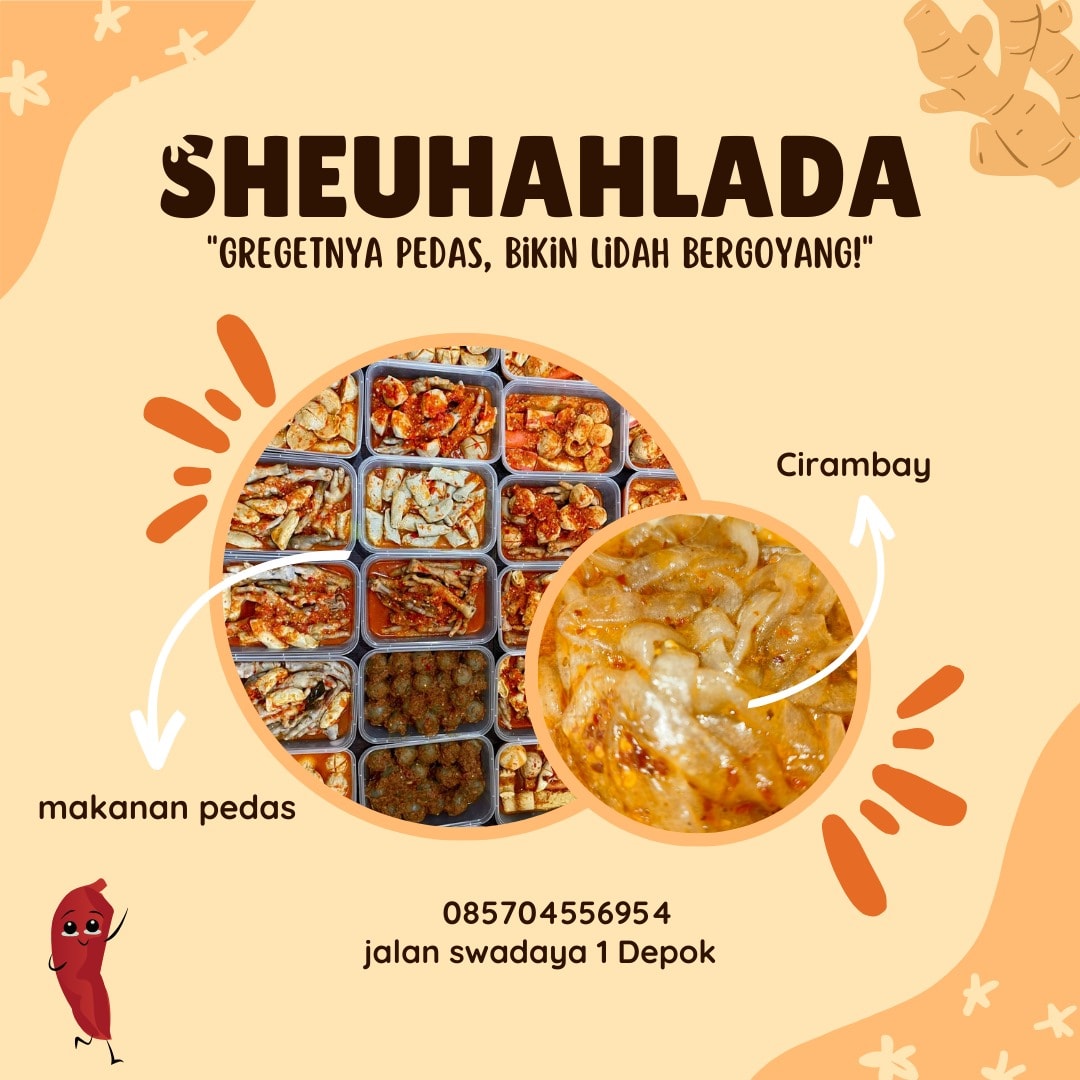 SHEUHAHLADA
"GREGETNYA PEDAS, BIKIN LIDAH BERGOYANG!"
Cirambay
makanan pedas
085704556954
jalan swadaya 1 Depok